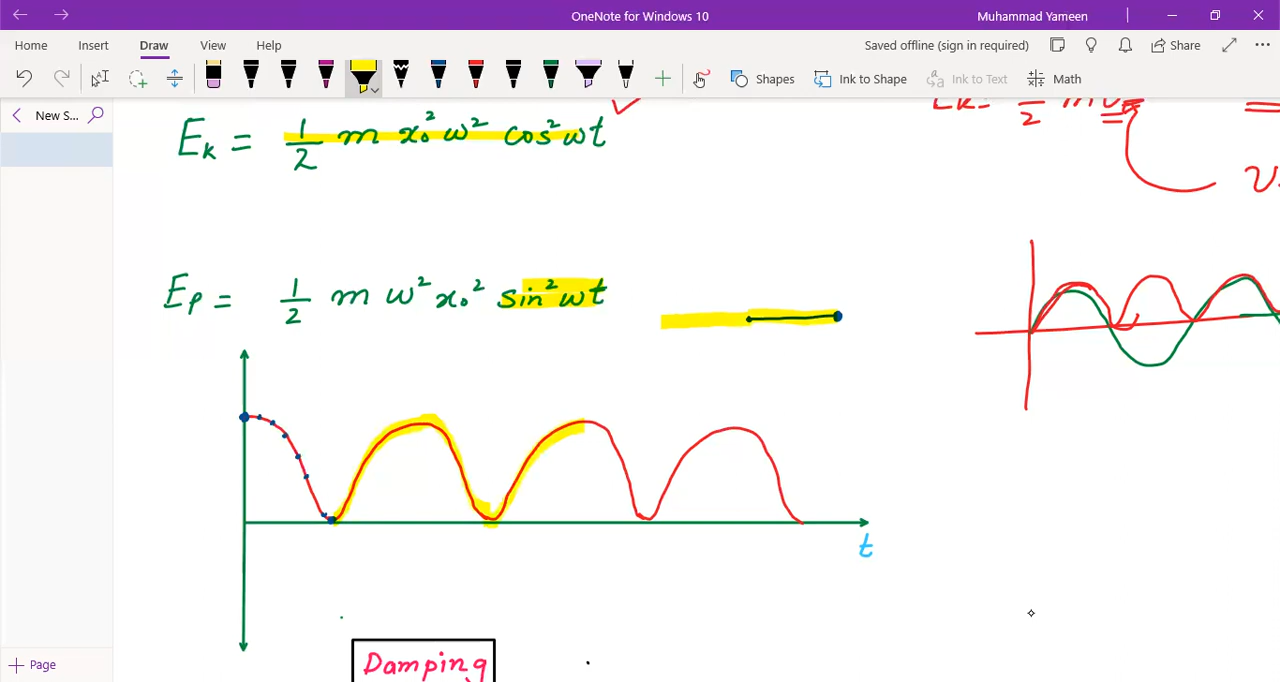 OneNote for Windows 10
Muhammad Yameen
Home Insert Draw View Help
Saved offline (sign in required)
Share
Shapes
Ink to Shape
Ink to Text
Math
New S...
Eₖ = 1/2 m x₀² ω² cos² ωt
Eₚ = 1/2 m ω² x₀² sin² ωt
t
Damping
+ Page